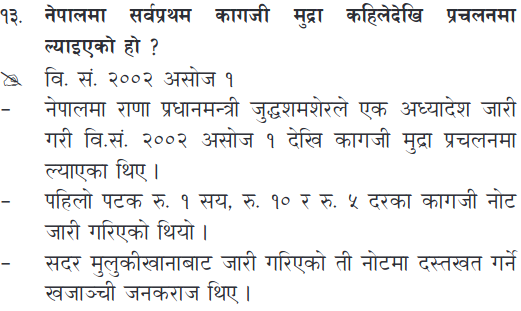 १३. नेपालमा सर्वप्रथम कागजी मुद्रा कहिलेदेखि प्रचलनमा
ल्याइएको हो ?
वि. सं. २००२ असोज १
– नेपालमा राणा प्रधानमन्त्री जुद्धशमशेरले एक अध्यादेश जारी
गरी वि.सं. २००२ असोज १ देखि कागजी मुद्रा प्रचलनमा
ल्याएका थिए ।
– पहिलो पटक रु. १ सय, रु. १० र रु. ५ दरका कागजी नोट
जारी गरिएको थियो ।
– सदर मुलुकीखानाबाट जारी गरिएको ती नोटमा दस्तखत गर्ने
खजाञ्ची जनकराज थिए ।